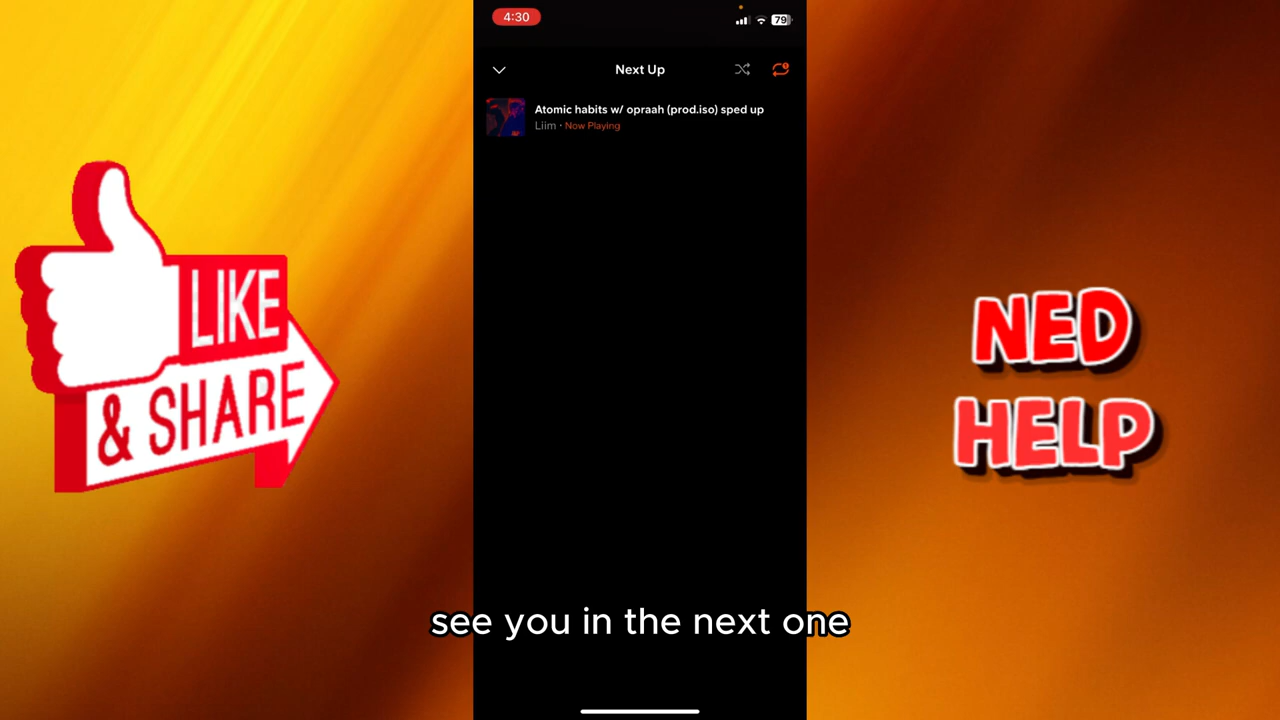 4:30
79
Next Up
1
Atomic habits w/ opraah (prod.iso) sped up
Liim · Now Playing
LIKE
& SHARE
NED
HELP
see you in the next one